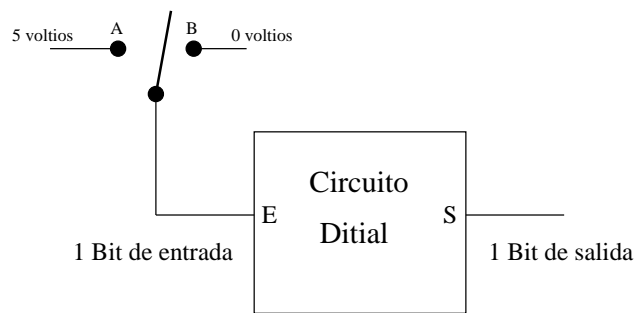 5 voltios
A
B
0 voltios
Circuito
E
S
Ditial
1 Bit de entrada
1 Bit de salida